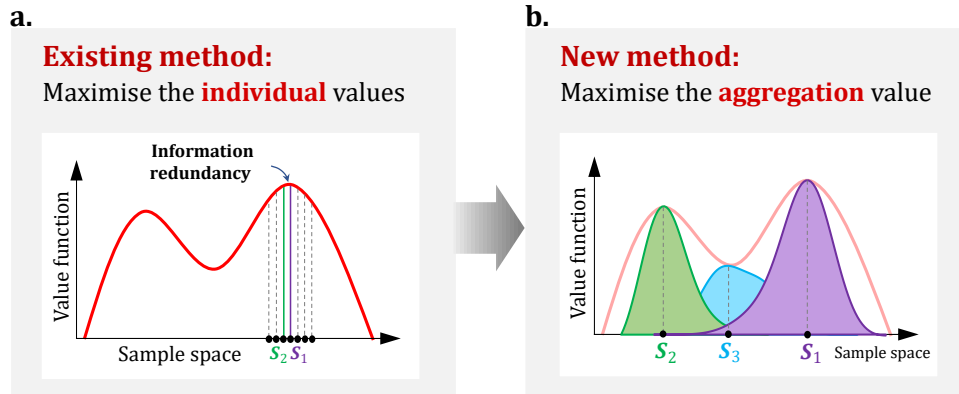 a.
Existing method:
Maximise the individual values
Information
redundancy
Value function
Sample space
S2
S1
b.
New method:
Maximise the aggregation value
Value function
S2
S3
S1
Sample space